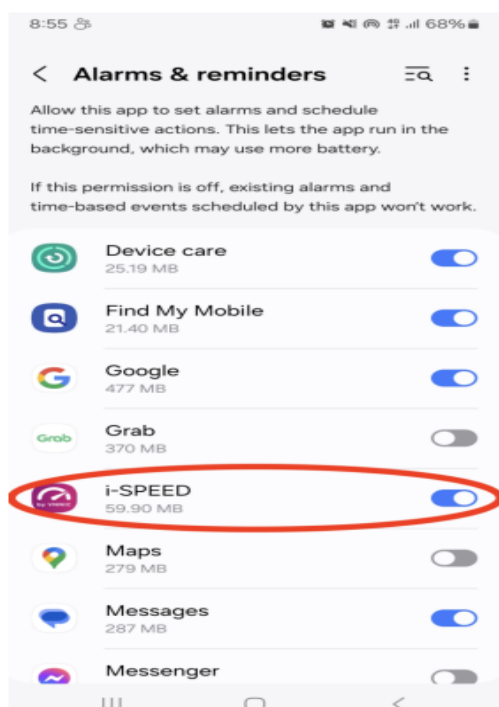 8:55
68%
Alarms & reminders
Allow this app to set alarms and schedule
time-sensitive actions. This lets the app run in the
background, which may use more battery.
If this permission is off, existing alarms and
time-based events scheduled by this app won't work.
Device care
25.19 MB
Find My Mobile
21.40 MB
Google
477 MB
Grab
Grab
370 MB
i-SPEED
59.90 MB
Maps
279 MB
Messages
287 MB
Messenger